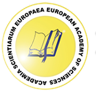 ACADEMIA SCIENTIARUM EUROPAEA
EUROPEAN ACADEMY OF SCIENCES